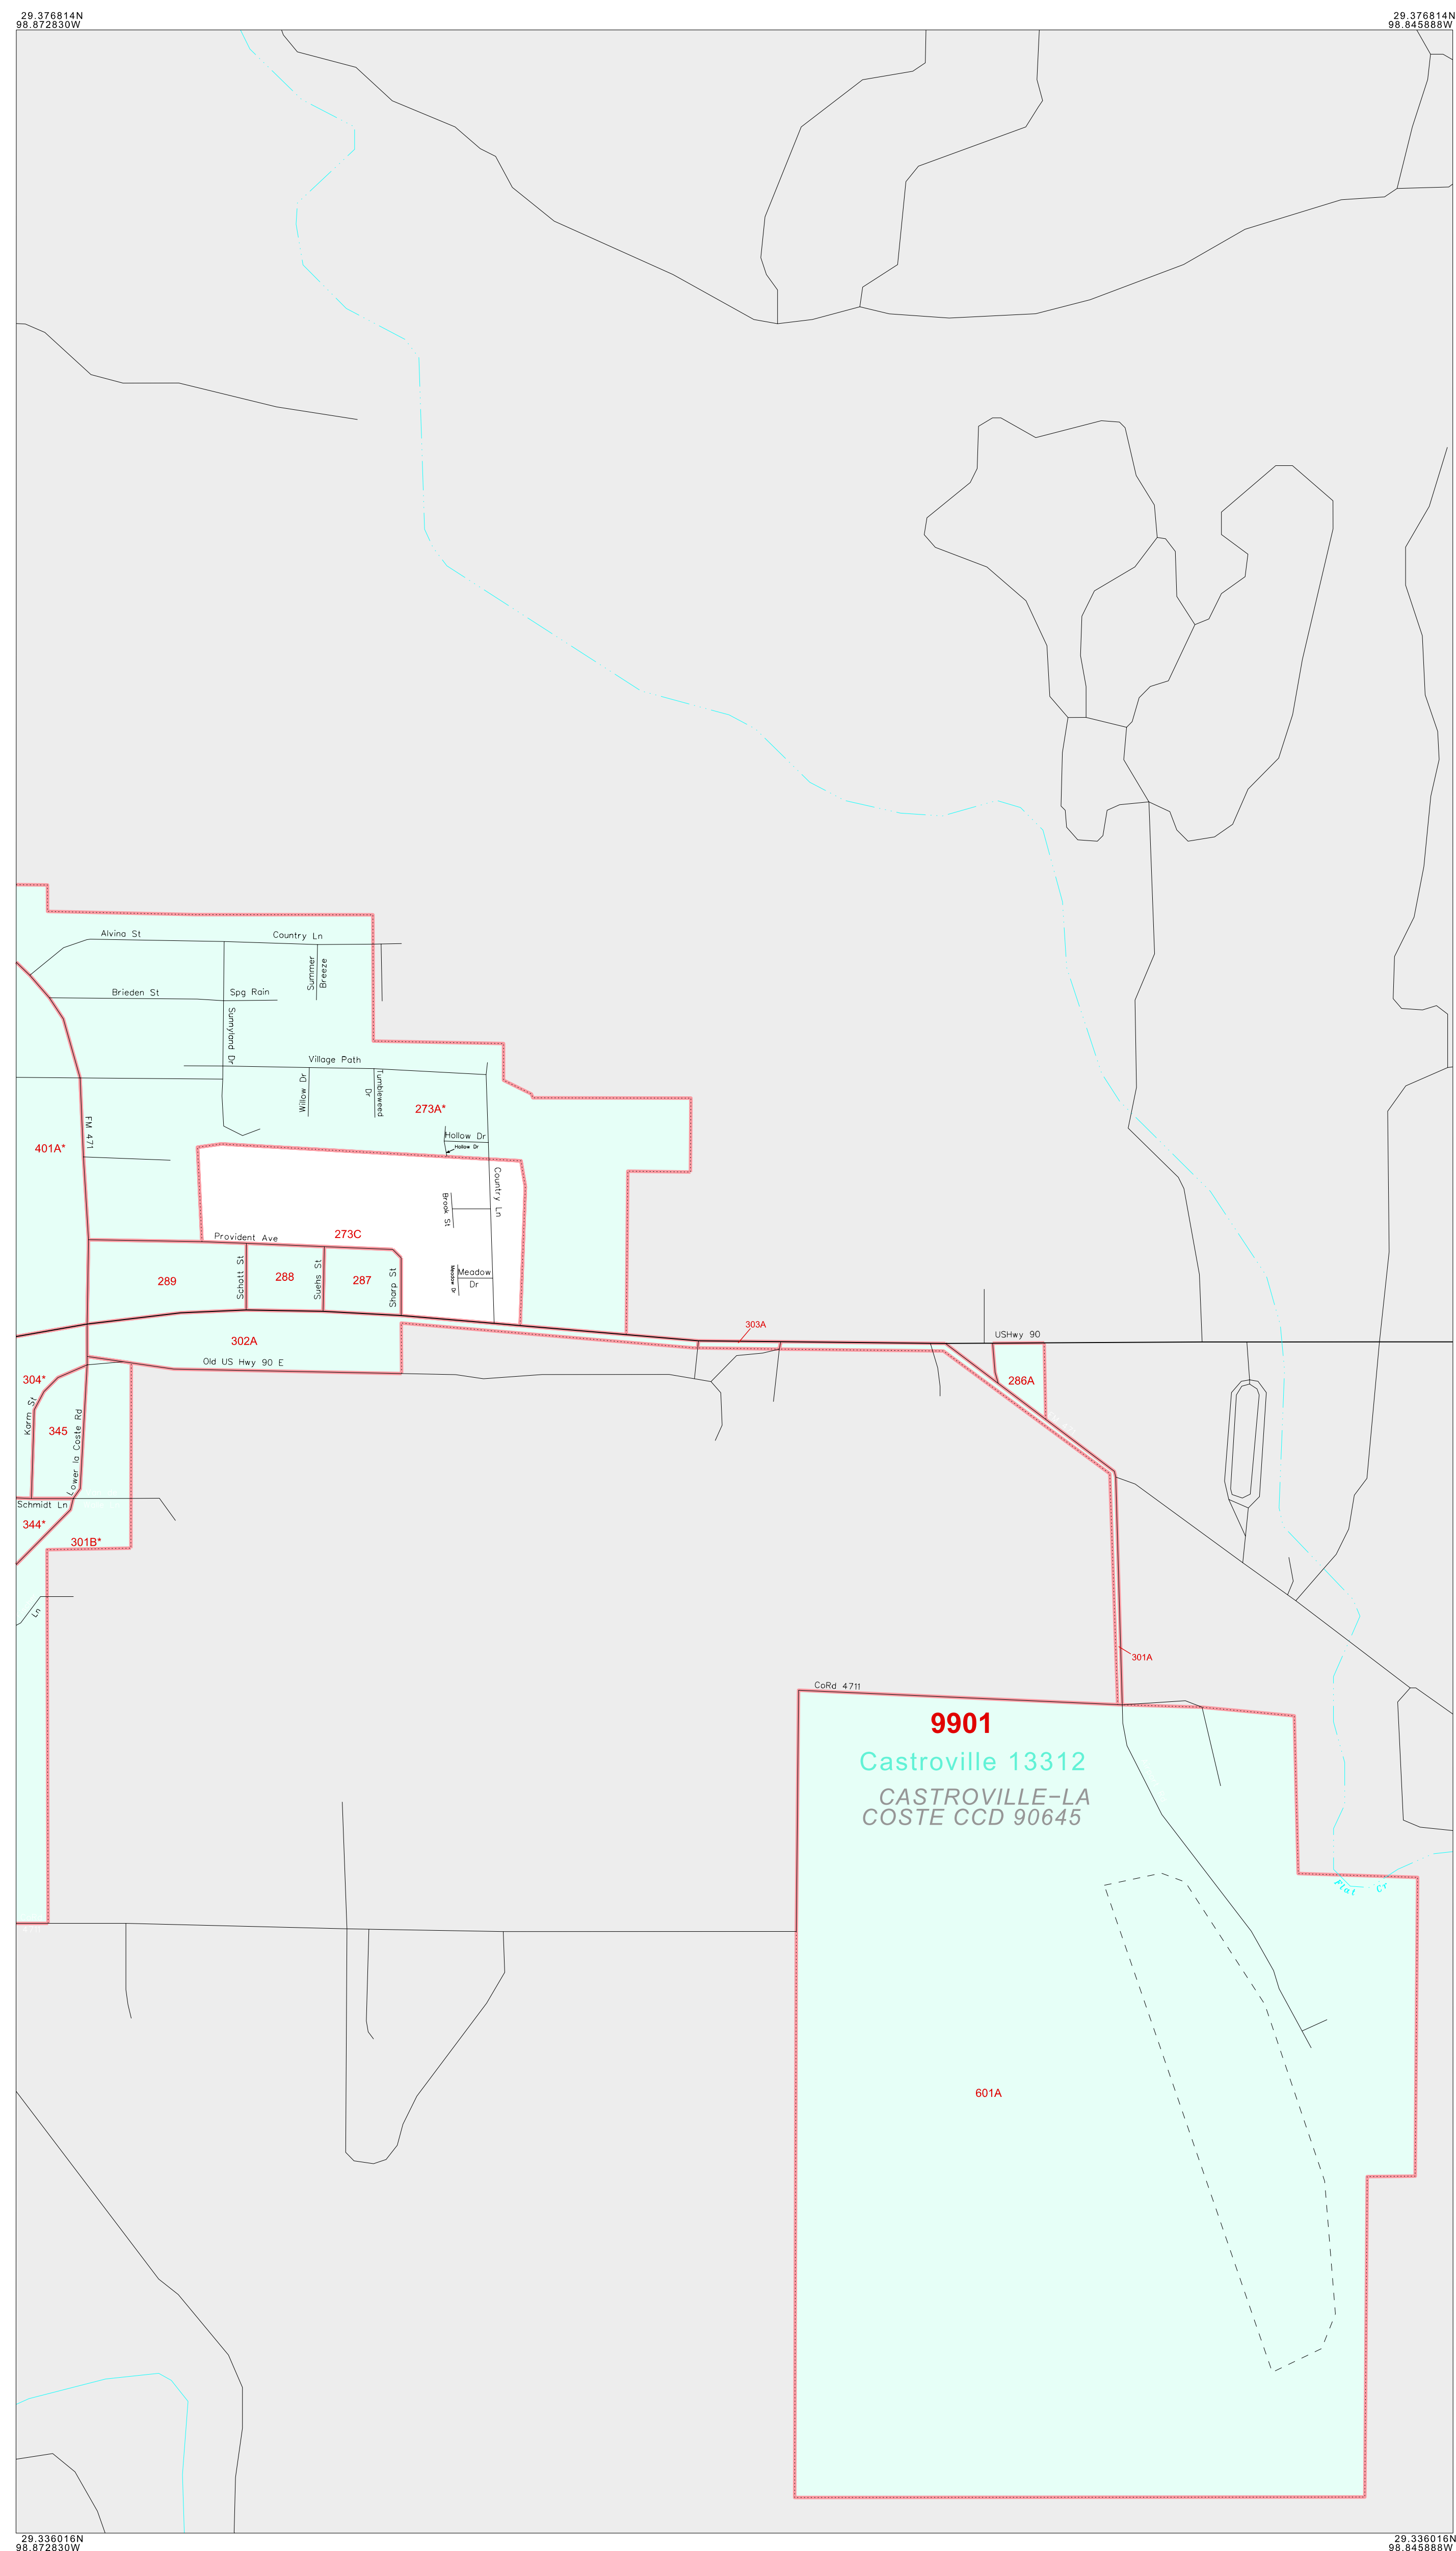 29.376814N
98.872830W
29.376814N
98.845888W
Alvina St
Country Ln
Summer
Breeze
Brieden St
Spg Rain
Sunnyland Dr
Village Path
Willow Dr
Tumbleweed
Dr
273A*
FM 471
401A*
Hollow Dr
Hollow Dr
Country Ln
Brook St
273C
Provident Ave
289
Schott St
288
Suehs St
287
Sharp St
Meadow Dr
Meadow
Dr
303A
USHwy 90
302A
Old US Hwy 90 E
304*
286A
Karm St
345
Lower la Coste Rd
Schmidt Ln
344*
301B*
Ln
301A
CoRd 4711
9901
Castroville 13312
CASTROVILLE-LA
COSTE CCD 90645
Flat Cr
601A
29.336016N
98.872830W
29.336016N
98.845888W